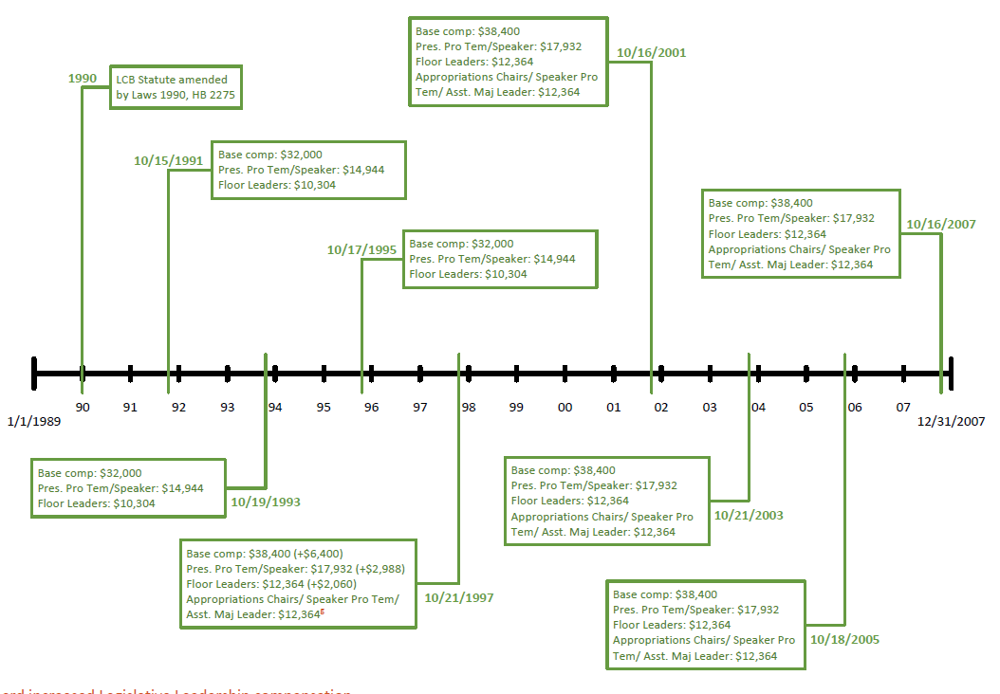 Base comp: $38,400
Pres. Pro Tem/Speaker: $17,932
Floor Leaders: $12,364
Appropriations Chairs/ Speaker Pro
Tem/ Asst. Maj Leader: $12,364
10/16/2001
1990
LCB Statute amended
by Laws 1990, HB 2275
10/15/1991
Base comp: $32,000
Pres. Pro Tem/Speaker: $14,944
Floor Leaders: $10,304
Base comp: $38,400
Pres. Pro Tem/Speaker: $17,932
Floor Leaders: $12,364
Appropriations Chairs/ Speaker Pro
Tem/ Asst. Maj Leader: $12,364
10/16/2007
10/17/1995
Base comp: $32,000
Pres. Pro Tem/Speaker: $14,944
Floor Leaders: $10,304
90 91 92 93 94 95 96 97 98 99 00 01 02 03 04 05 06 07
1/1/1989 12/31/2007
Base comp: $32,000
Pres. Pro Tem/Speaker: $14,944
Floor Leaders: $10,304
10/19/1993
Base comp: $38,400
Pres. Pro Tem/Speaker: $17,932
Floor Leaders: $12,364
Appropriations Chairs/ Speaker Pro
Tem/ Asst. Maj Leader: $12,364
10/21/2003
Base comp: $38,400 (+$6,400)
Pres. Pro Tem/Speaker: $17,932 (+$2,988)
Floor Leaders: $12,364 (+$2,060)
Appropriations Chairs/ Speaker Pro Tem/
Asst. Maj Leader: $12,364g
10/21/1997
Base comp: $38,400
Pres. Pro Tem/Speaker: $17,932
Floor Leaders: $12,364
Appropriations Chairs/ Speaker Pro
Tem/ Asst. Maj Leader: $12,364
10/18/2005
increased Legislative Leadership compensation